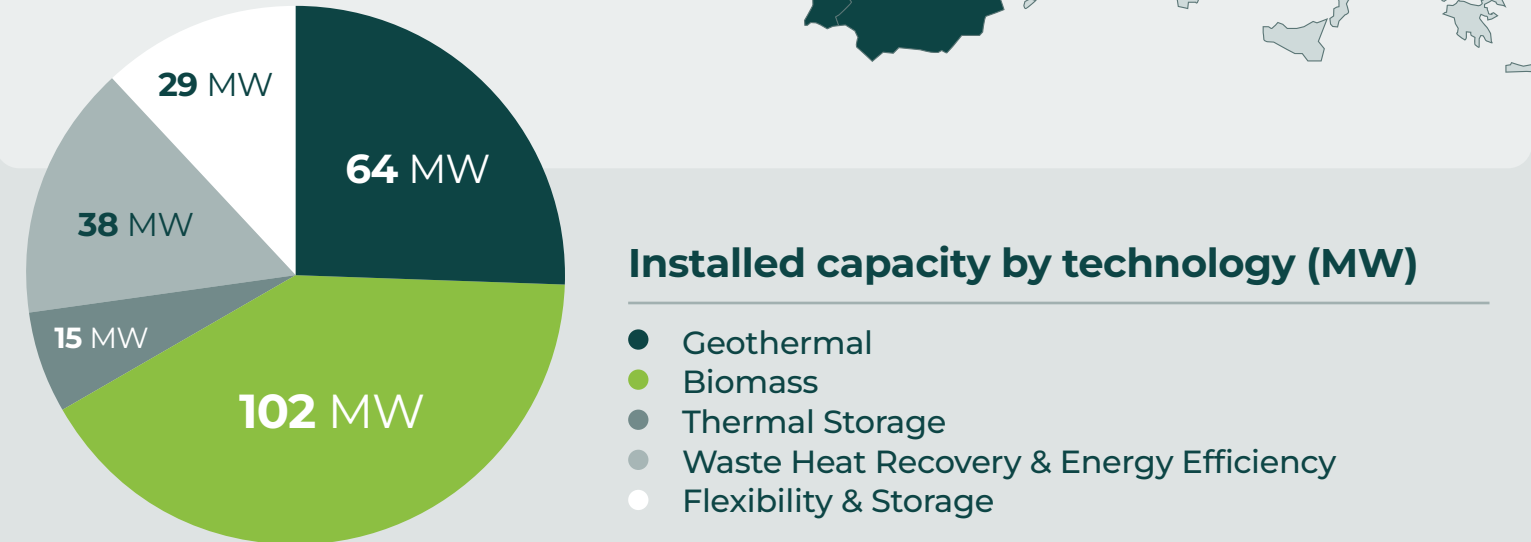 29 MW
64 MW
38 MW
15 MW
102 MW
Installed capacity by technology (MW)
Geothermal
Biomass
Thermal Storage
Waste Heat Recovery & Energy Efficiency
Flexibility & Storage